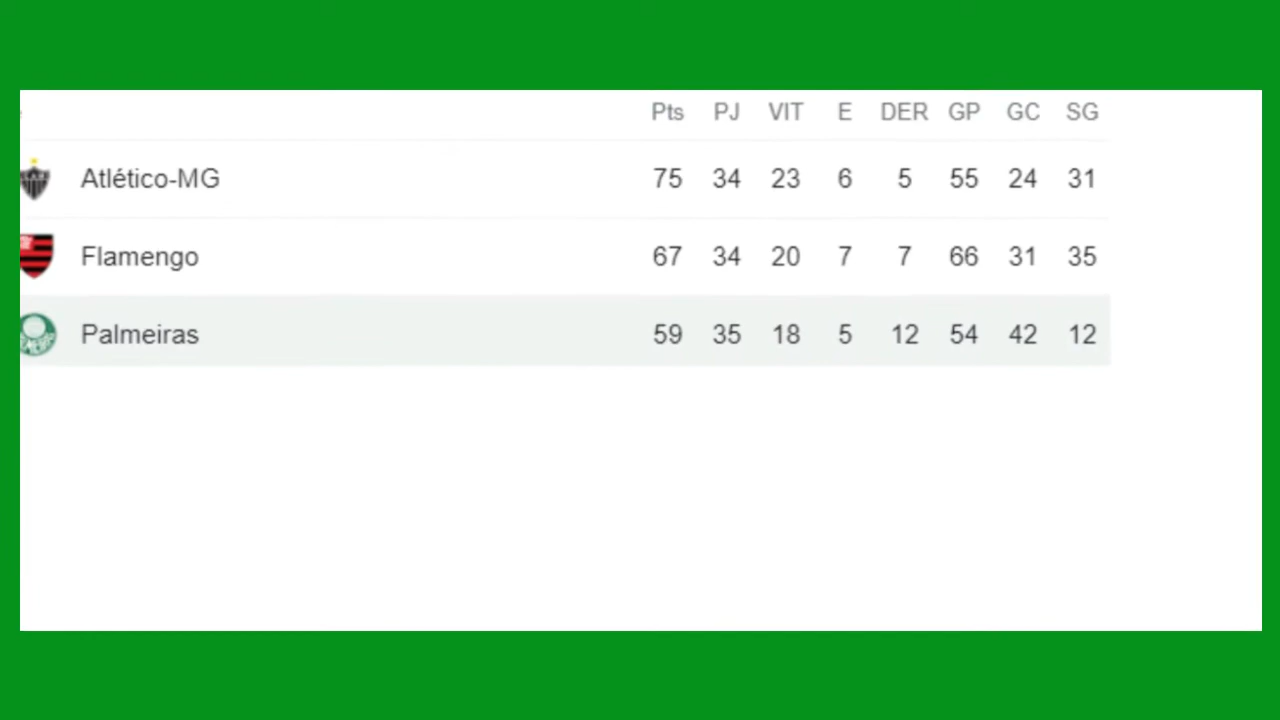 Pts PJ VIT E DER GP GC SG
Atlético-MG 75 34 23 6 5 55 24 31
Flamengo 67 34 20 7 7 66 31 35
Palmeiras 59 35 18 5 12 54 42 12